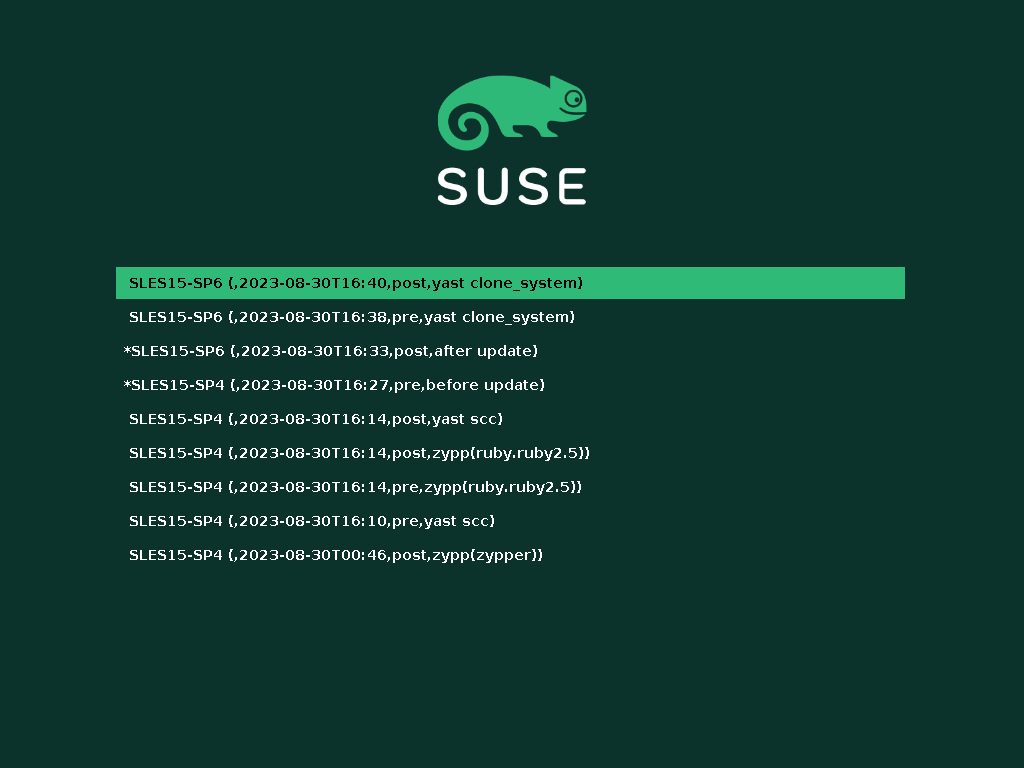 SUSE
SLES15-SP6 (,2023-08-30T16:40,post,yast clone_system)
SLES15-SP6 (,2023-08-30T16:38,pre,yast clone_system)
*SLES15-SP6 (,2023-08-30T16:33,post,after update)
*SLES15-SP4 (,2023-08-30T16:27,pre,before update)
SLES15-SP4 (,2023-08-30T16:14,post,yast scc)
SLES15-SP4 (,2023-08-30T16:14,post,zypp(ruby.ruby2.5))
SLES15-SP4 (,2023-08-30T16:14,pre,zypp(ruby.ruby2.5))
SLES15-SP4 (,2023-08-30T16:10,pre,yast scc)
SLES15-SP4 (,2023-08-30T00:46,post,zypp(zypper))